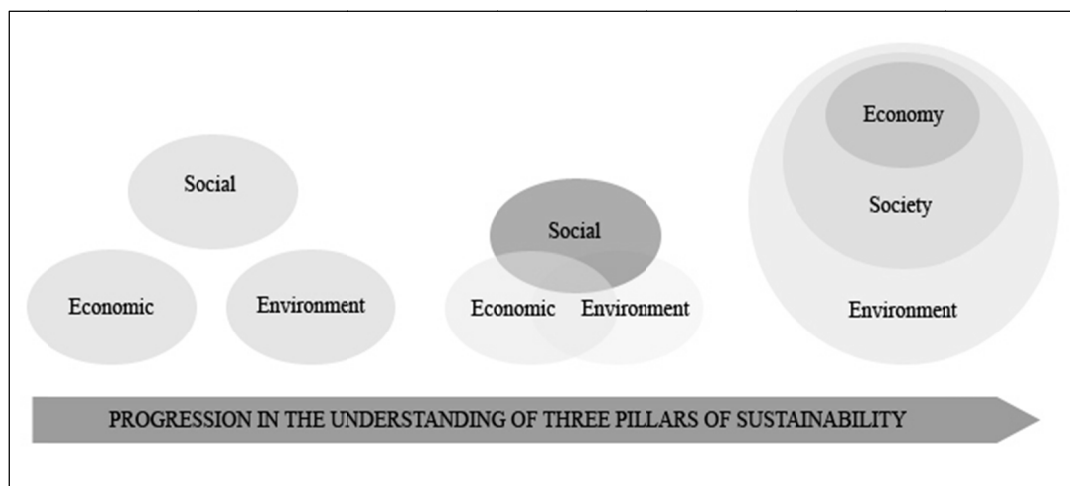 Social
Economic
Environment
Social
Economic
Environment
Economy
Society
Environment
PROGRESSION IN THE UNDERSTANDING OF THREE PILLARS OF SUSTAINABILITY